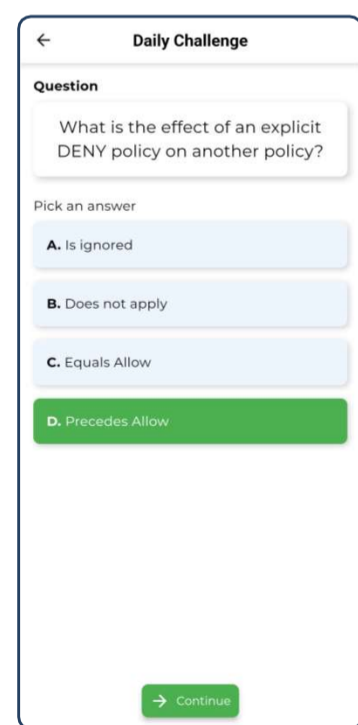 Daily Challenge
Question
What is the effect of an explicit
DENY policy on another policy?
Pick an answer
A. Is ignored
B. Does not apply
C. Equals Allow
D. Precedes Allow
Continue